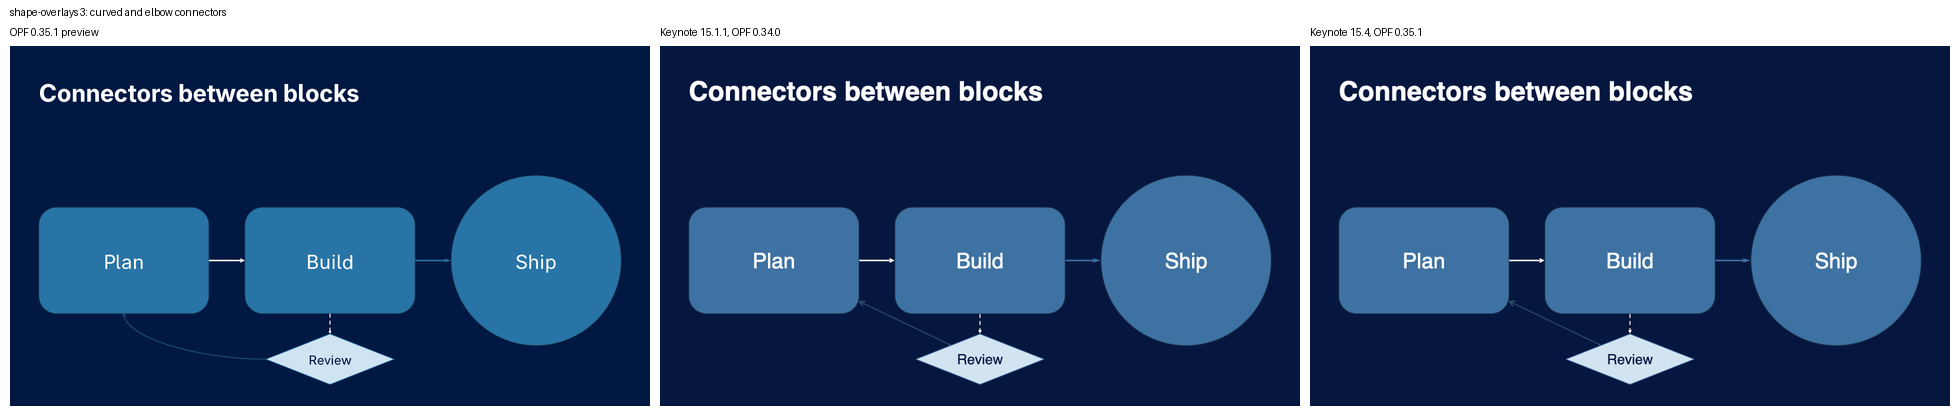 shape-overlays 3: curved and elbow connectors
OPF 0.35.1 preview
Connectors between blocks
Plan
Build
Ship
Review
Keynote 15.1.1, OPF 0.34.0
Connectors between blocks
Plan
Build
Ship
Review
Keynote 15.4, OPF 0.35.1
Connectors between blocks
Plan
Build
Ship
Review